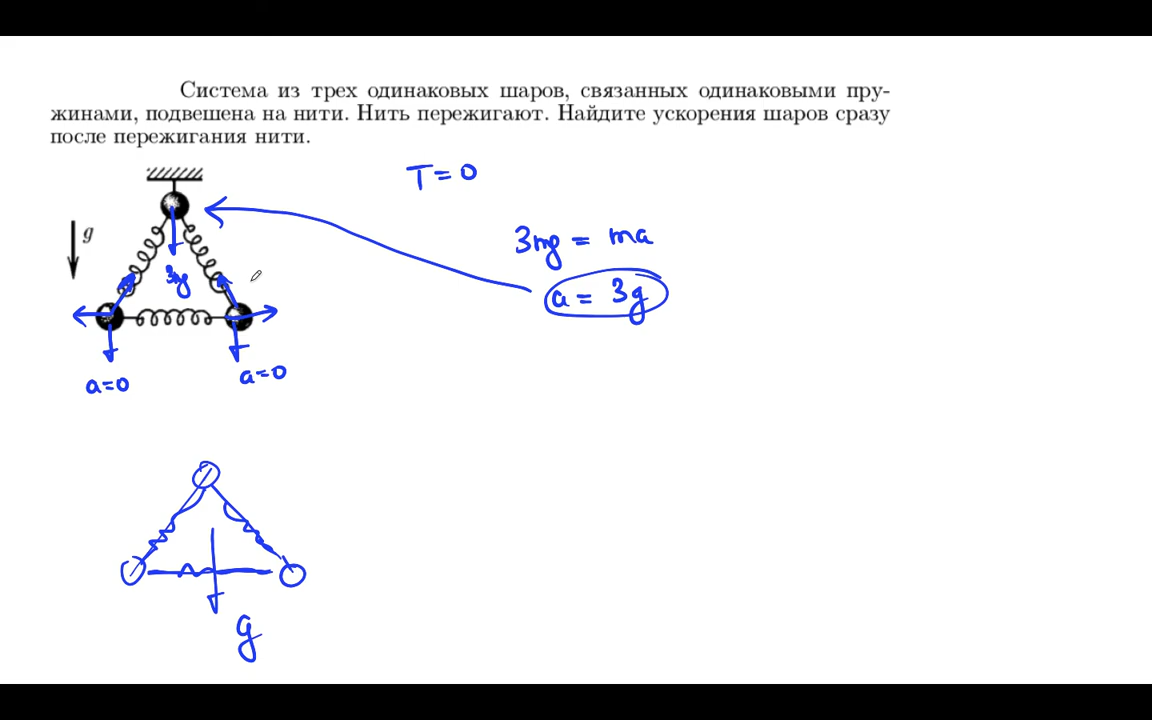 Система из трех одинаковых шаров, связанных одинаковыми пру-
жинами, подвешена на нити. Нить пережигают. Найдите ускорения шаров сразу
после пережигания нити.
T = 0
g
3mg = ma
3mg
a = 3g
a=0
a=0
g